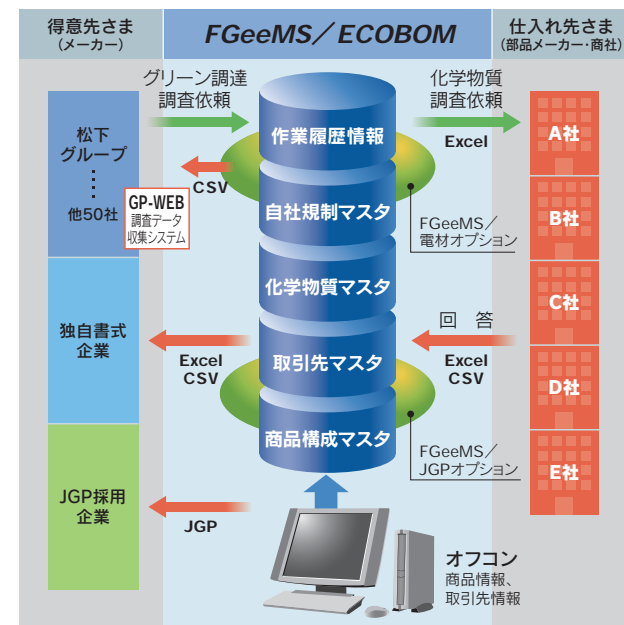 得意先さま
(メーカー)
FGeeMS/ECOBOM
仕入れ先さま
(部品メーカー・商社)
グリーン調達
調査依頼
化学物質
調査依頼
Excel
松下
グループ
他50社
CSV
GP-WEB
調査データ
収集システム
作業履歴情報
自社規制マスタ
化学物質マスタ
取引先マスタ
商品構成マスタ
FGeeMS/
電材オプション
A社
B社
C社
D社
E社
独自書式
企業
Excel
CSV
回 答
Excel
CSV
FGeeMS/
JGPオプション
JGP採用
企業
JGP
オフコン
商品情報、
取引先情報